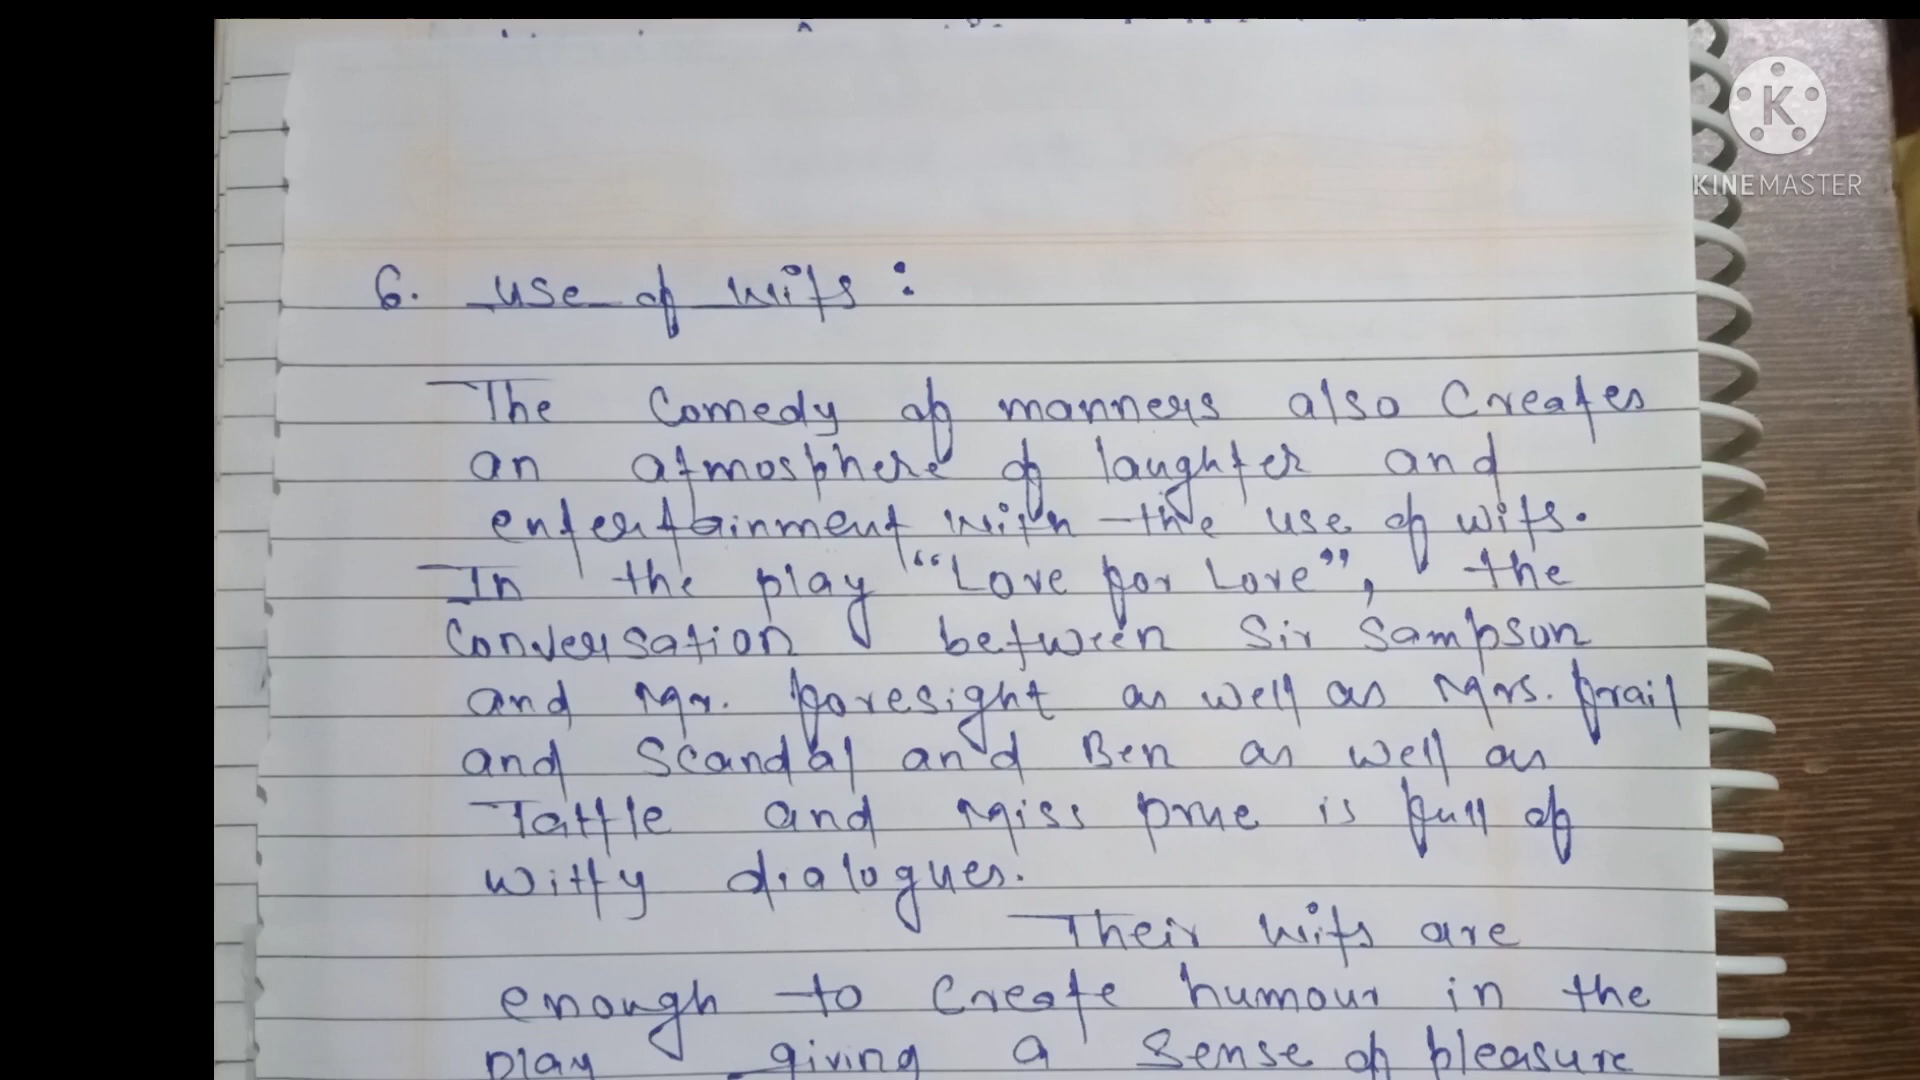 KINEMASTER
6. use of wits:
The Comedy of manners also Creates
an atmosphere of laughter and
entertainment with the use of wits.
In the play "Love for Love", the
Conversation between Sir Sampson
and Mr. foresight as well as Mrs. frail
and Scandal and Ben as well as
Tattle and Miss prue is full of
witty dialogues.
Their wits are
enough to Create humour in the
play giving a sense of pleasure